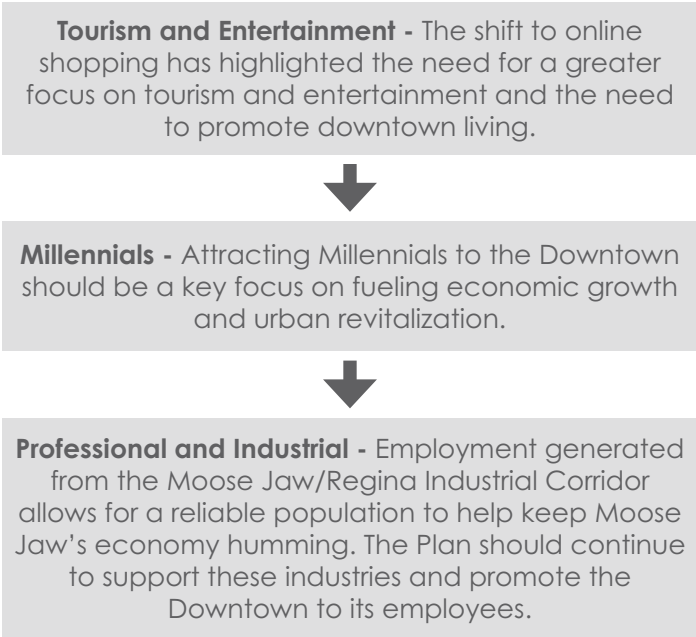 Tourism and Entertainment - The shift to online
shopping has highlighted the need for a greater
focus on tourism and entertainment and the need
to promote downtown living.
Millennials - Attracting Millennials to the Downtown
should be a key focus on fueling economic growth
and urban revitalization.
Professional and Industrial - Employment generated
from the Moose Jaw/Regina Industrial Corridor
allows for a reliable population to help keep Moose
Jaw’s economy humming. The Plan should continue
to support these industries and promote the
Downtown to its employees.